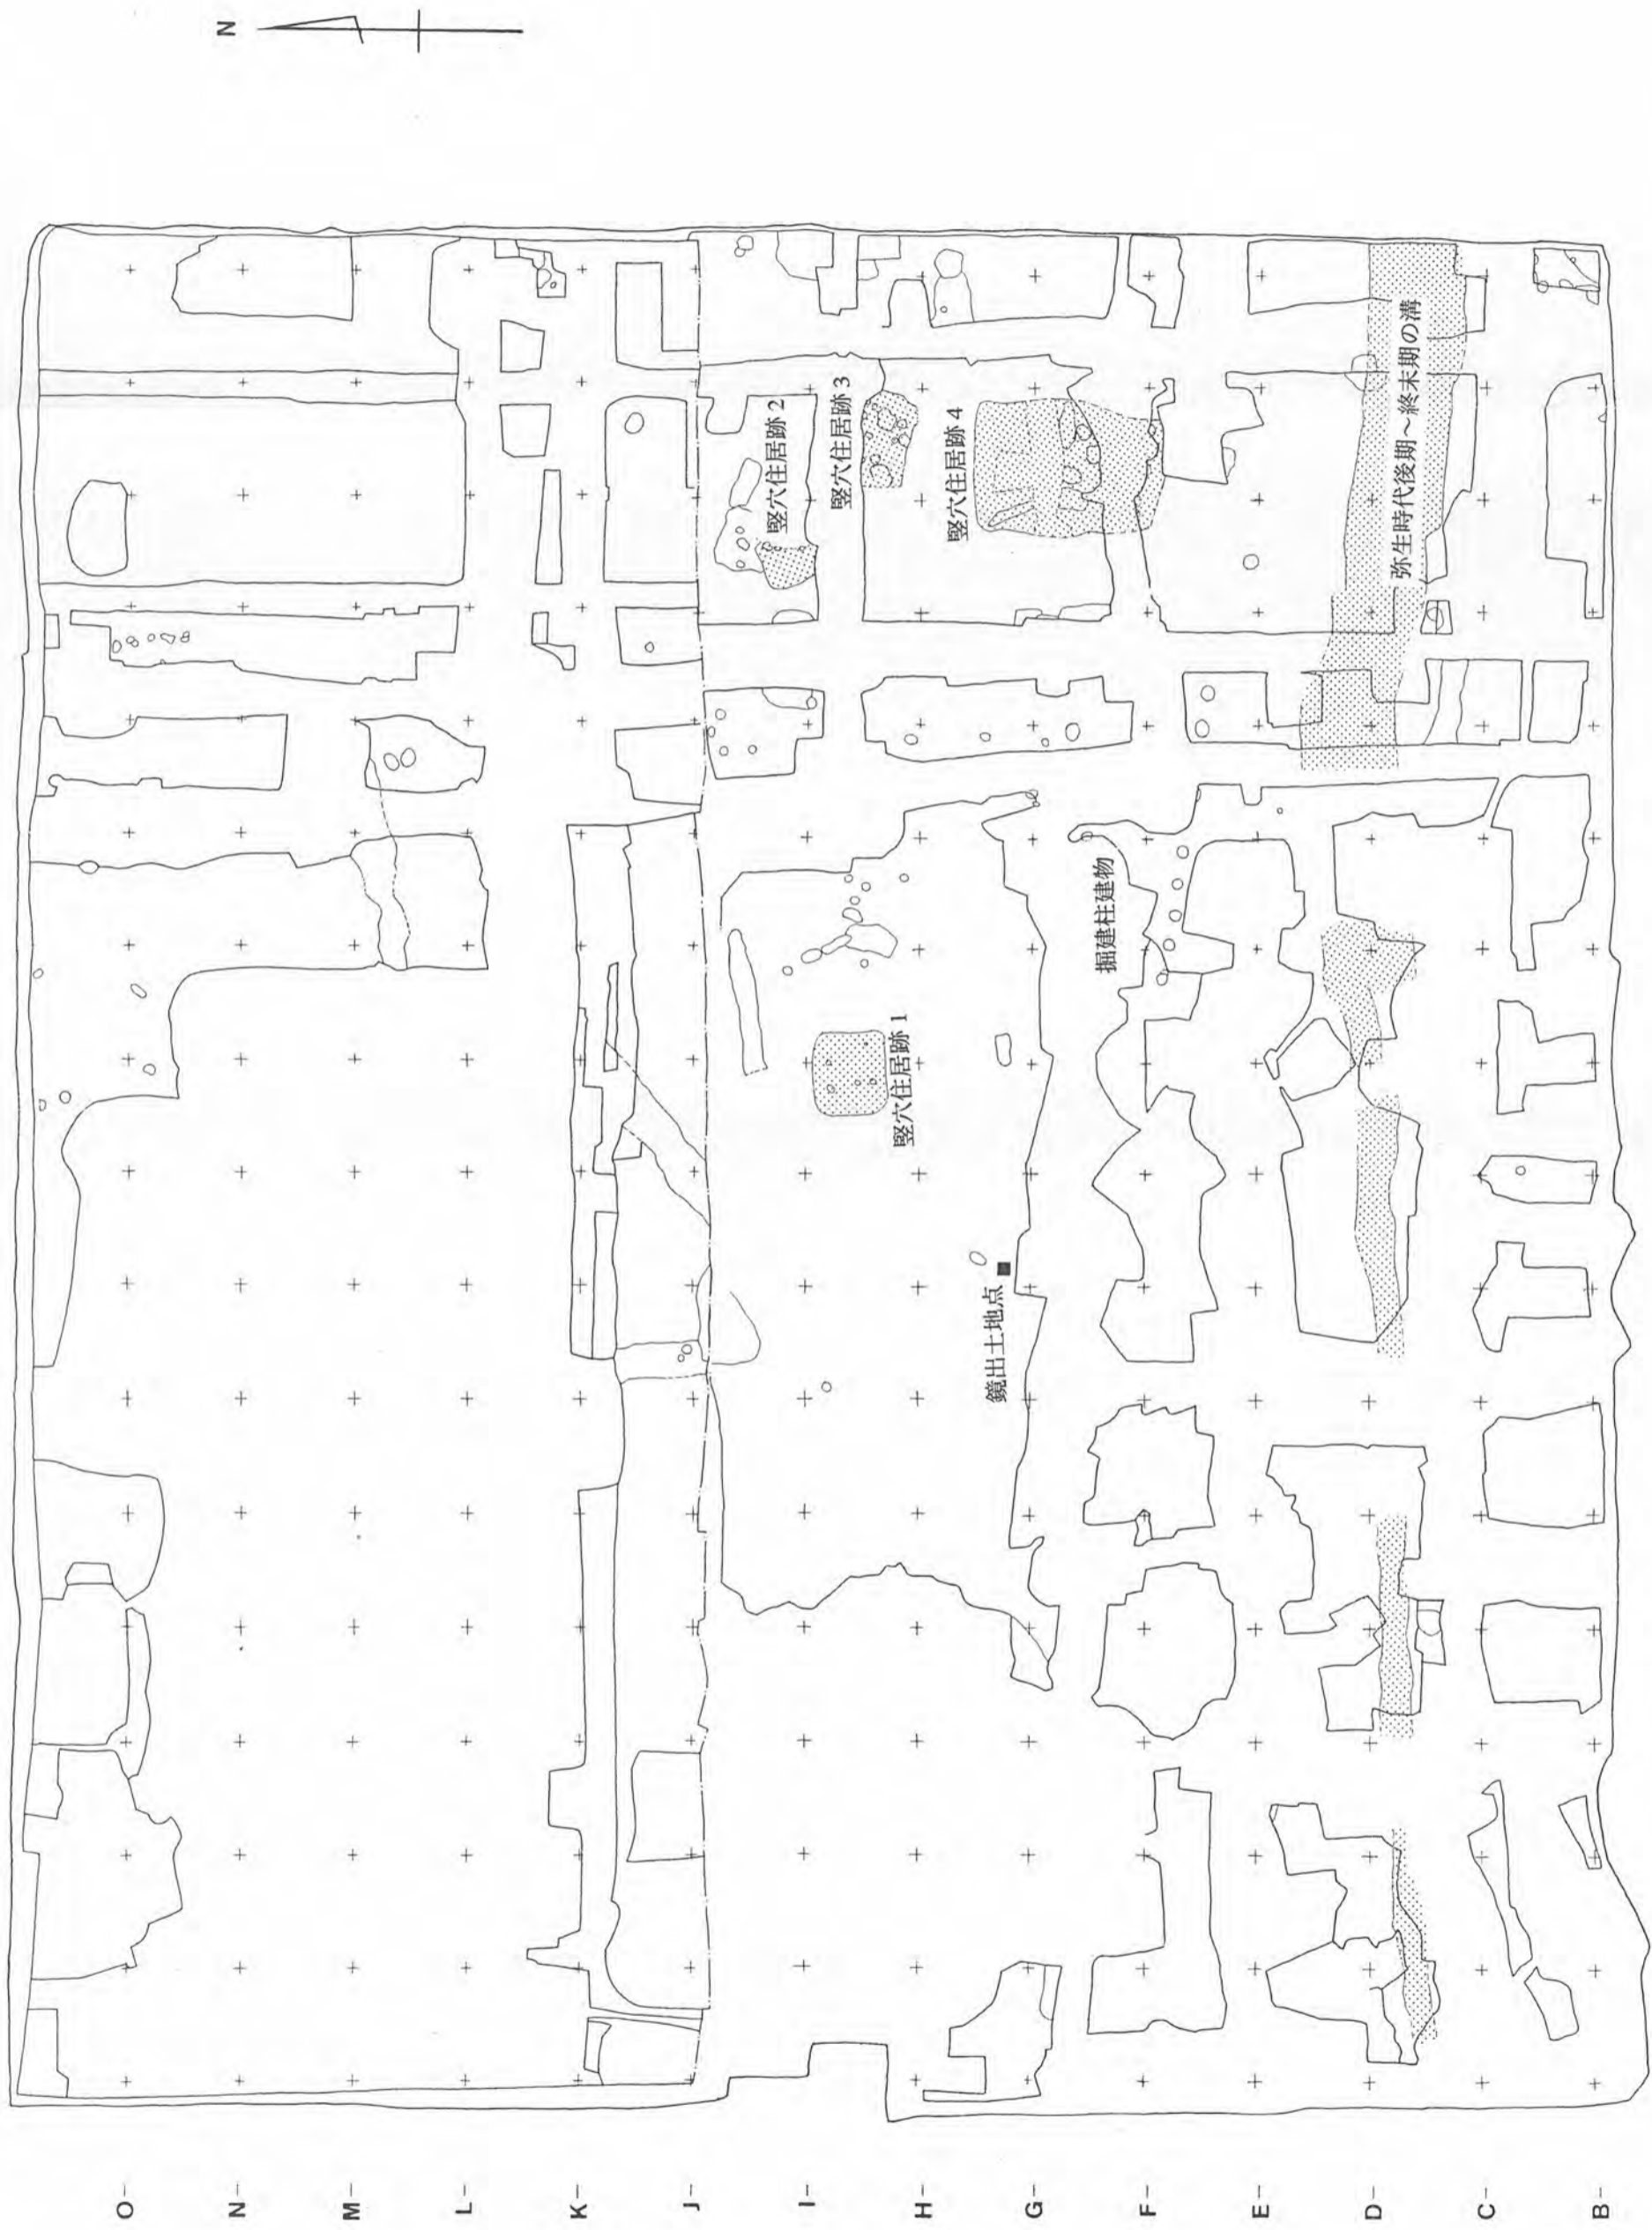 N
竪穴住居跡2
竪穴住居跡3
竪穴住居跡4
弥生時代後期～終末期の溝
掘建柱建物
竪穴住居跡1
鏡出土地点
O
N
M
L
K
J
I
H
G
F
E
D
C
B